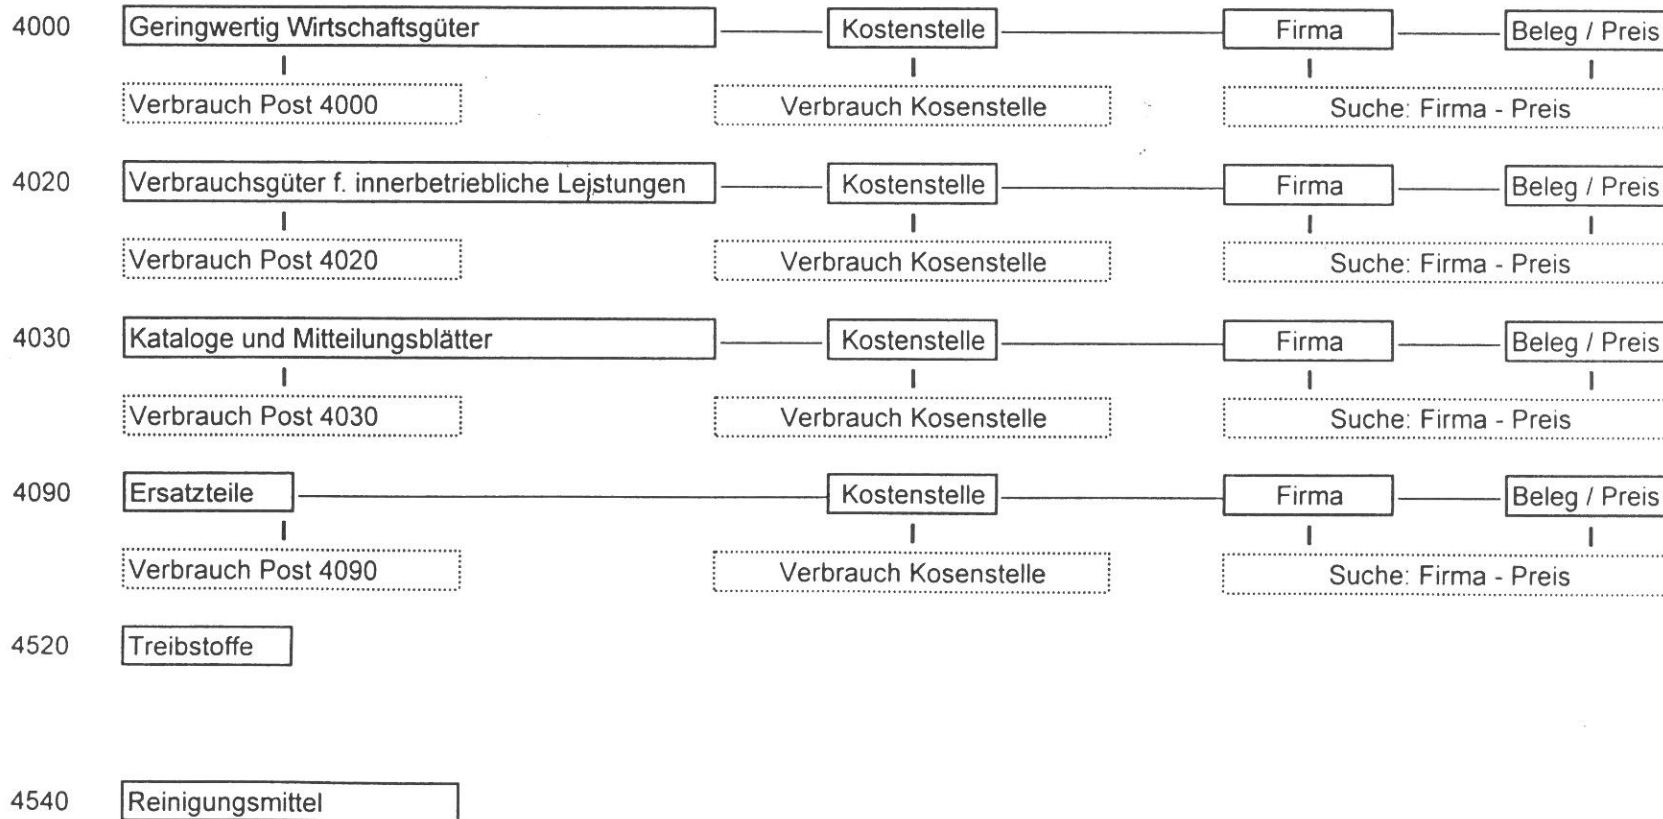 4000 Geringwertig Wirtschaftsgüter Kostenstelle Firma Beleg / Preis
Verbrauch Post 4000 Verbrauch Kosenstelle Suche: Firma - Preis
4020 Verbrauchsgüter f. innerbetriebliche Leistungen Kostenstelle Firma Beleg / Preis
Verbrauch Post 4020 Verbrauch Kosenstelle Suche: Firma - Preis
4030 Kataloge und Mitteilungsblätter Kostenstelle Firma Beleg / Preis
Verbrauch Post 4030 Verbrauch Kosenstelle Suche: Firma - Preis
4090 Ersatzteile Kostenstelle Firma Beleg / Preis
Verbrauch Post 4090 Verbrauch Kosenstelle Suche: Firma - Preis
4520 Treibstoffe
4540 Reinigungsmittel